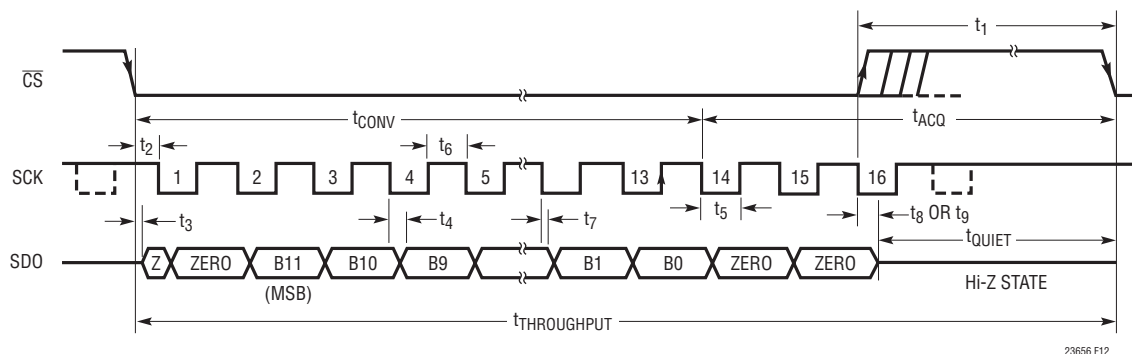 t1
CS
tCONV
tACQ
t2
t6
SCK
1 2 3 4 5 13 14 15 16
t3
t4
t7
t5
t8 OR t9
tQUIET
SDO
Z ZERO B11 B10 B9 B1 B0 ZERO ZERO
(MSB)
Hi-Z STATE
tTHROUGHPUT
23656 F12